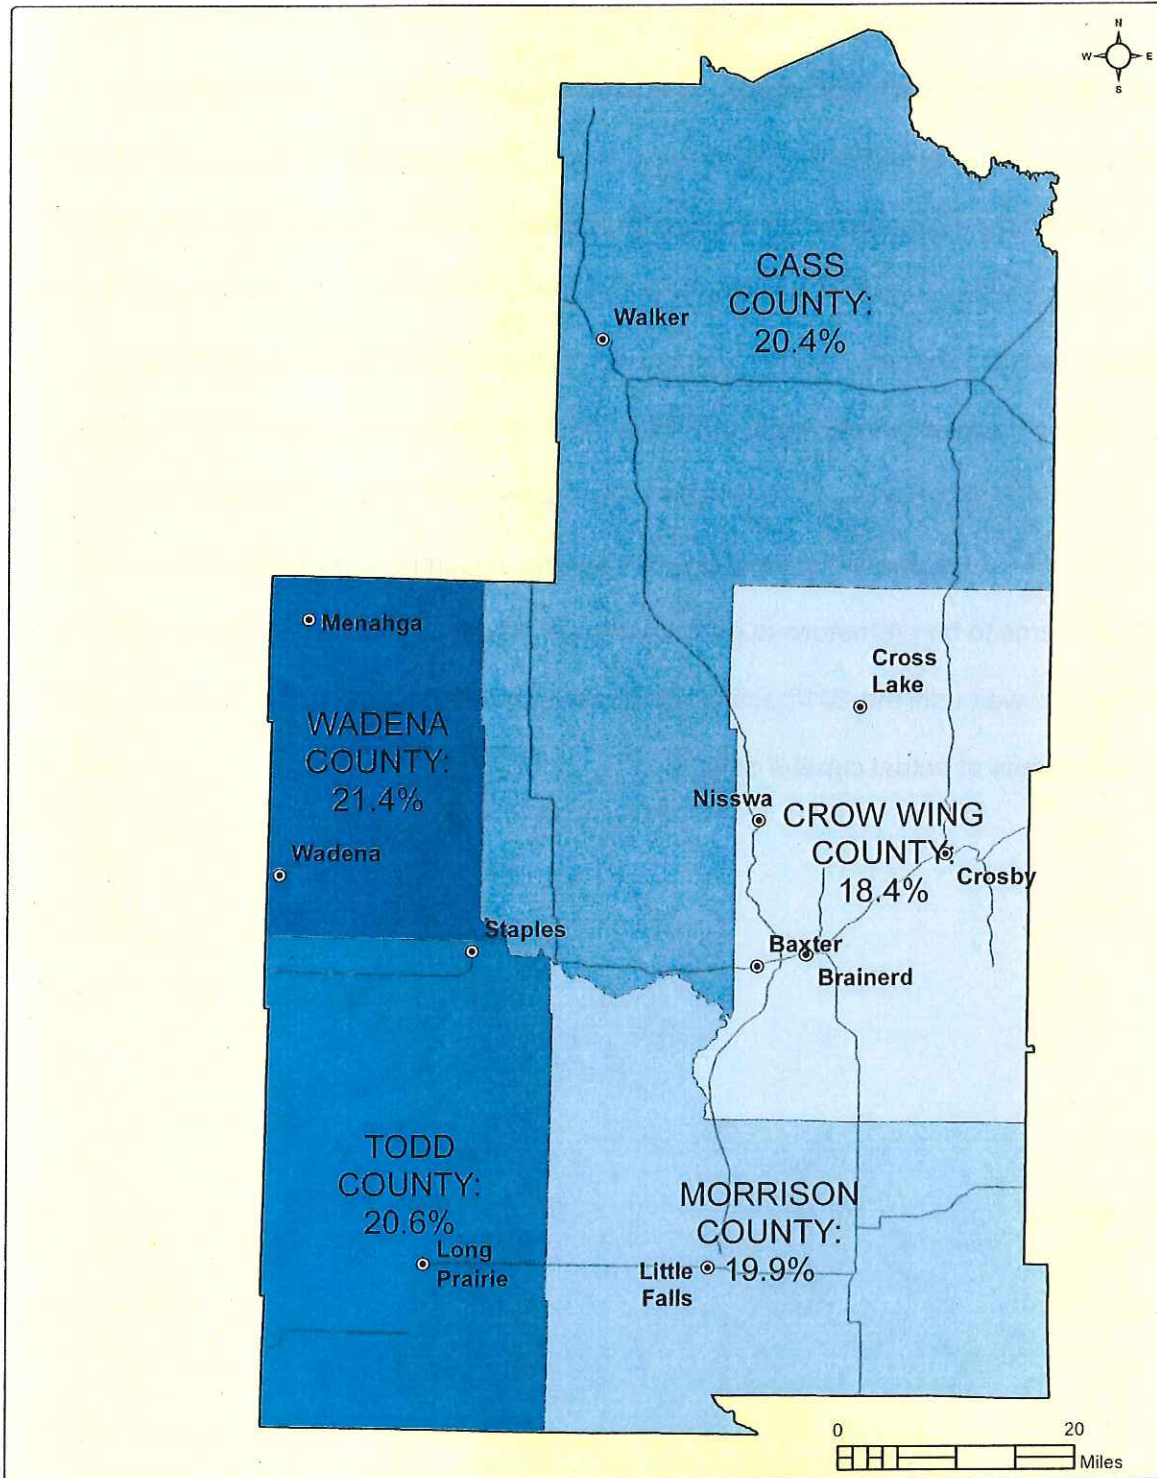 N
W E
S
CASS
COUNTY:
20.4%
Walker
Menahga
Cross
Lake
WADENA
COUNTY:
21.4%
Nisswa
CROW WING
COUNTY:
18.4%
Wadena
Crosby
Staples
Baxter
Brainerd
TODD
COUNTY:
20.6%
MORRISON
COUNTY:
19.9%
Long
Prairie
Little
Falls
0 20
Miles